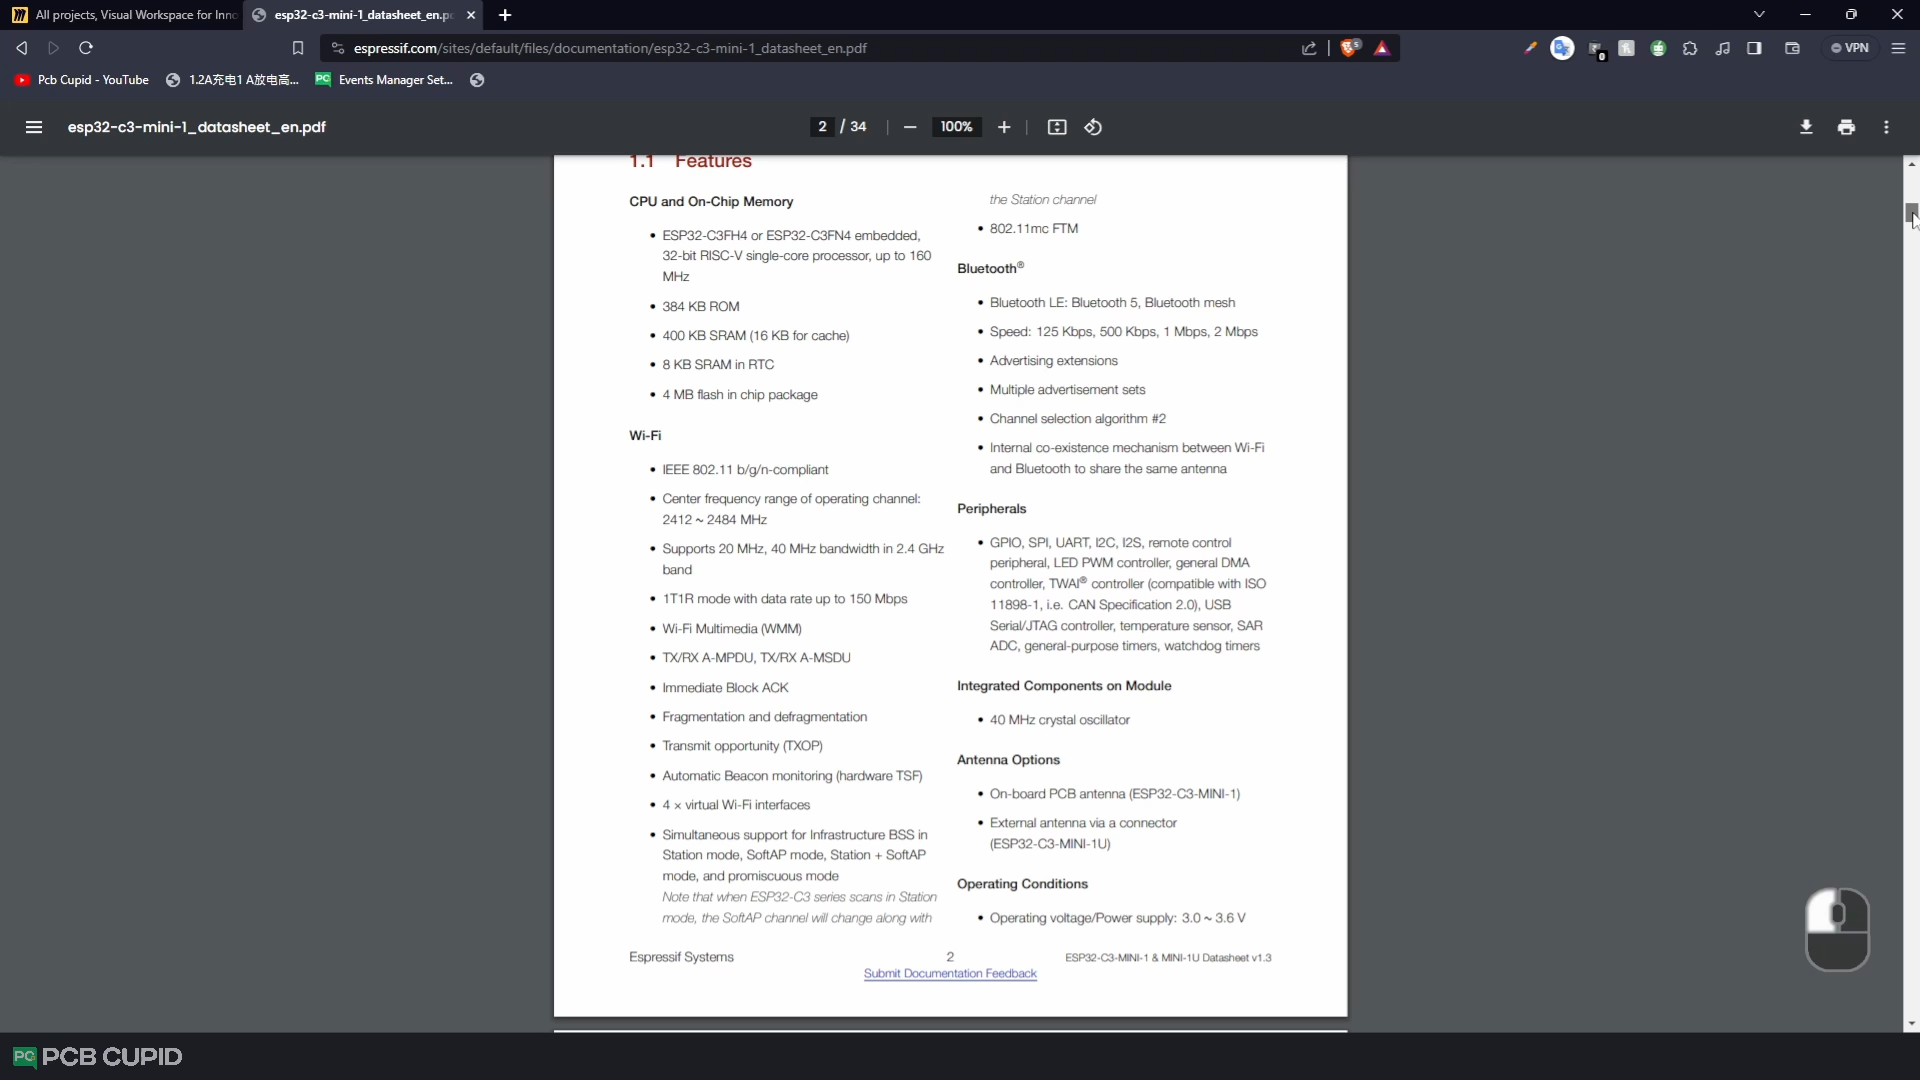 All projects, Visual Workspace for Inno
esp32-c3-mini-1_datasheet_en.p
espressif.com/sites/default/files/documentation/esp32-c3-mini-1_datasheet_en.pdf
5
0
VPN
Pcb Cupid - YouTube
1.2A充电1 A放电高...
PC
Events Manager Set...
esp32-c3-mini-1_datasheet_en.pdf
2 / 34
100%
1.1 Features
CPU and On-Chip Memory
• ESP32-C3FH4 or ESP32-C3FN4 embedded,
32-bit RISC-V single-core processor, up to 160
MHz
• 384 KB ROM
• 400 KB SRAM (16 KB for cache)
• 8 KB SRAM in RTC
• 4 MB flash in chip package
Wi-Fi
• IEEE 802.11 b/g/n-compliant
• Center frequency range of operating channel:
2412 ~ 2484 MHz
• Supports 20 MHz, 40 MHz bandwidth in 2.4 GHz
band
• 1T1R mode with data rate up to 150 Mbps
• Wi-Fi Multimedia (WMM)
• TX/RX A-MPDU, TX/RX A-MSDU
• Immediate Block ACK
• Fragmentation and defragmentation
• Transmit opportunity (TXOP)
• Automatic Beacon monitoring (hardware TSF)
• 4 × virtual Wi-Fi interfaces
• Simultaneous support for Infrastructure BSS in
Station mode, SoftAP mode, Station + SoftAP
mode, and promiscuous mode
Note that when ESP32-C3 series scans in Station
mode, the SoftAP channel will change along with
the Station channel
• 802.11mc FTM
Bluetooth®
• Bluetooth LE: Bluetooth 5, Bluetooth mesh
• Speed: 125 Kbps, 500 Kbps, 1 Mbps, 2 Mbps
• Advertising extensions
• Multiple advertisement sets
• Channel selection algorithm #2
• Internal co-existence mechanism between Wi-Fi
and Bluetooth to share the same antenna
Peripherals
• GPIO, SPI, UART, I2C, I2S, remote control
peripheral, LED PWM controller, general DMA
controller, TWAI® controller (compatible with ISO
11898-1, i.e. CAN Specification 2.0), USB
Serial/JTAG controller, temperature sensor, SAR
ADC, general-purpose timers, watchdog timers
Integrated Components on Module
• 40 MHz crystal oscillator
Antenna Options
• On-board PCB antenna (ESP32-C3-MINI-1)
• External antenna via a connector
(ESP32-C3-MINI-1U)
Operating Conditions
• Operating voltage/Power supply: 3.0 ~ 3.6 V
Espressif Systems
2
ESP32-C3-MINI-1 & MINI-1U Datasheet v1.3
Submit Documentation Feedback
PC PCB CUPID